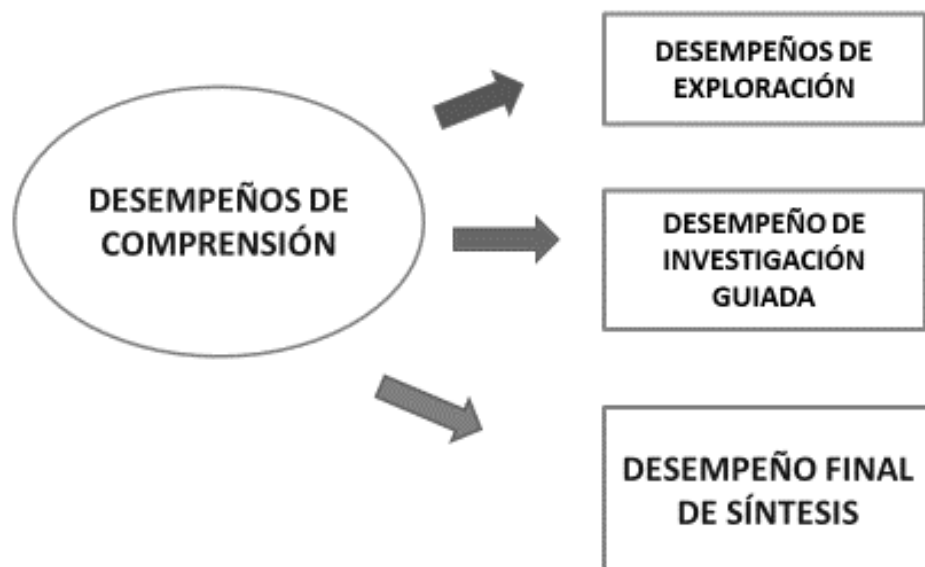 DESEMPEÑOS DE
COMPRENSIÓN
DESEMPEÑOS DE
EXPLORACIÓN
DESEMPEÑO DE
INVESTIGACIÓN
GUIADA
DESEMPEÑO FINAL
DE SÍNTESIS